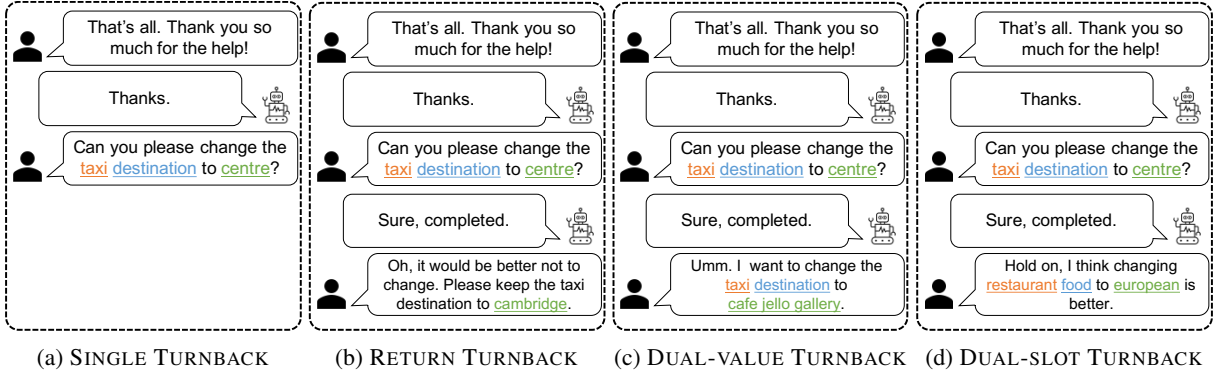 That's all. Thank you so
much for the help!
Thanks.
Can you please change the
taxi destination to centre?
(a) SINGLE TURNBACK
That's all. Thank you so
much for the help!
Thanks.
Can you please change the
taxi destination to centre?
Sure, completed.
Oh, it would be better not to
change. Please keep the taxi
destination to cambridge.
(b) RETURN TURNBACK
That's all. Thank you so
much for the help!
Thanks.
Can you please change the
taxi destination to centre?
Sure, completed.
Umm. I want to change the
taxi destination to
cafe jello gallery.
(c) DUAL-VALUE TURNBACK
That's all. Thank you so
much for the help!
Thanks.
Can you please change the
taxi destination to centre?
Sure, completed.
Hold on, I think changing
restaurant food to european is
better.
(d) DUAL-SLOT TURNBACK